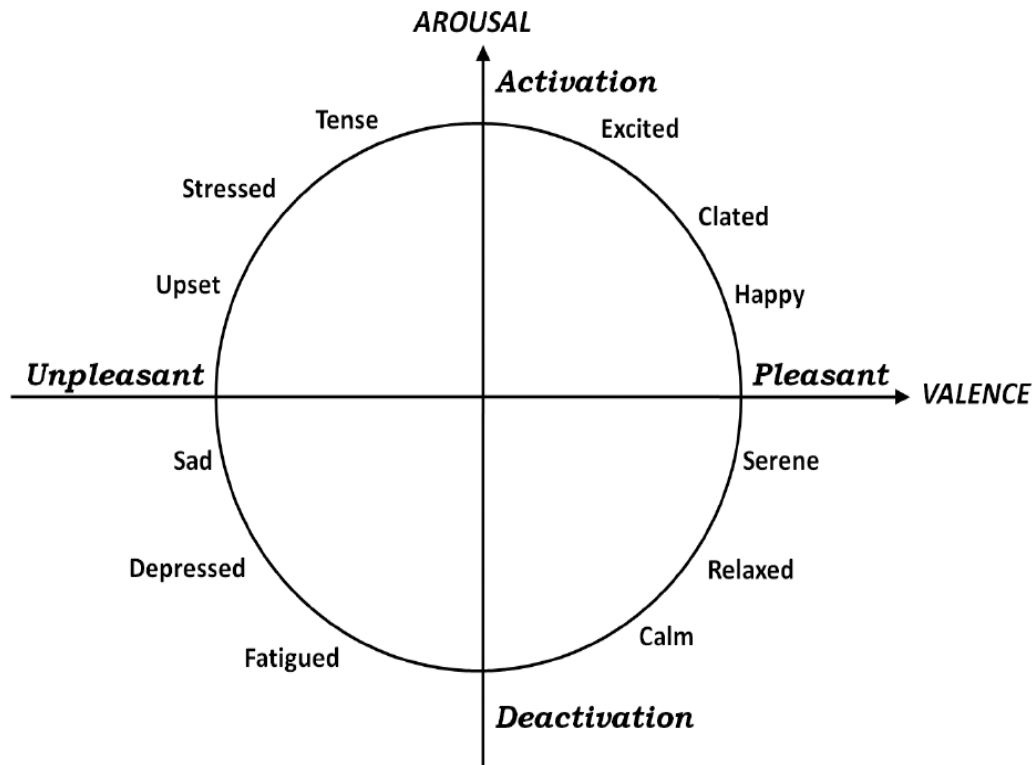 AROUSAL
Activation
Tense
Excited
Stressed
Clated
Upset
Happy
Unpleasant
Pleasant
VALENCE
Sad
Serene
Depressed
Relaxed
Calm
Fatigued
Deactivation